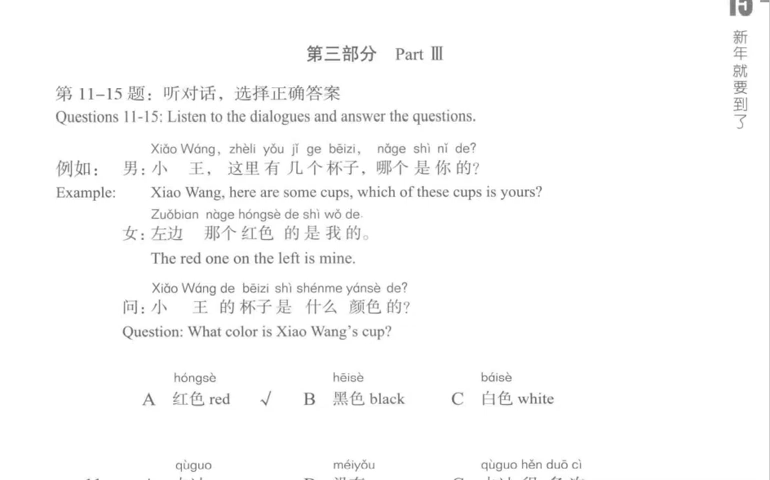 15
新年就要到了
第三部分 Part Ⅲ
第 11-15 题：听对话，选择正确答案
Questions 11-15: Listen to the dialogues and answer the questions.
Xiǎo Wáng, zhèli yǒu jǐ ge bēizi, nǎge shì nǐ de?
例如： 男：小 王， 这里有几个杯子，哪个是你的？
Example: Xiao Wang, here are some cups, which of these cups is yours?
Zuǒbian nàge hóngsè de shì wǒ de.
女：左边 那个红色 的是我的。
The red one on the left is mine.
Xiǎo Wáng de bēizi shì shénme yánsè de?
问：小 王 的杯子是 什么 颜色的？
Question: What color is Xiao Wang's cup?
hóngsè hēisè báisè
A 红色 red √ B 黑色 black C 白色 white
qùguo méiyǒu qùguo hěn duō cì